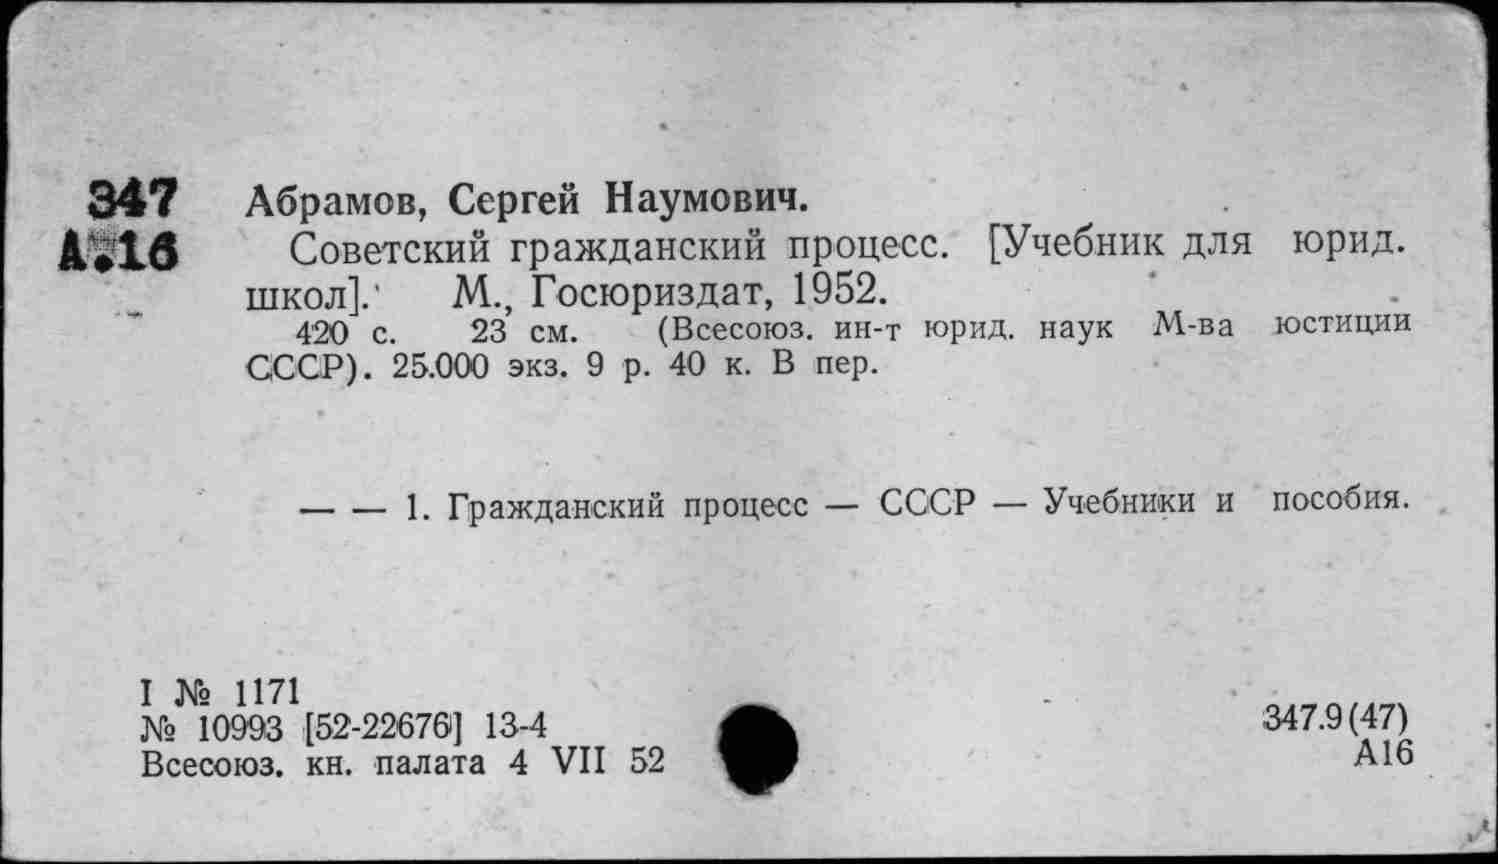 347 Абрамов, Сергей Наумович.
А.16 Советский гражданский процесс. [Учебник для юрид.
школ]. М., Госюриздат, 1952.
420 с. 23 см. (Всесоюз. ин-т юрид. наук М-ва юстиции
СССР). 25.000 экз. 9 р. 40 к. В пер.
— — 1. Гражданский процесс — СССР — Учебники и пособия.
I № 1171
№ 10993 [52-22676] 13-4
Всесоюз. кн. палата 4 VII 52
347.9(47)
А16